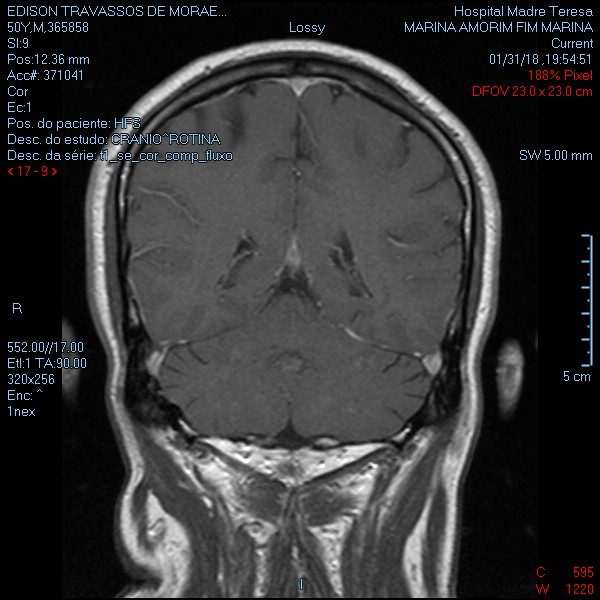 EDISON TRAVASSOS DE MORAE...
50Y,M,365858
Sl:9
Pos:12.36 mm
Acc#: 371041
Cor
Ec:1
Pos. do paciente: HFS
Desc. do estudo: CRANIO^ROTINA
Desc. da série: t1_se_cor_comp_fluxo
< 17 - 9 >
Lossy
Hospital Madre Teresa
MARINA AMORIM FIM MARINA
Current
01/31/18 ,19:54:51
188% Pixel
DFOV 23.0 x 23.0 cm
SW 5.00 mm
R
552.00//17.00
Etl:1 TA:90.00
320x256
Enc: ^
1nex
5 cm
I
C 595
W 1220